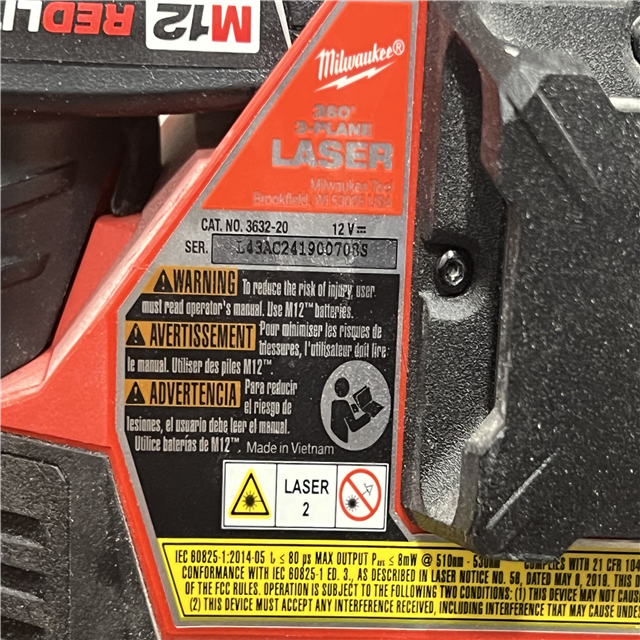 M12 REDLI
Milwaukee®
360°
3-PLANE
LASER
Milwaukee Tool
Brookfield, WI 53005 USA
CAT. NO. 3632-20 12 V⎓
SER. L43AC241900708S
WARNING To reduce the risk of injury, user
must read operator's manual. Use M12™ batteries.
AVERTISSEMENT Pour minimiser les risques de
blessures, l'utilisateur doit lire
le manual. Utiliser des piles M12™.
ADVERTENCIA Para reducir
el riesgo de
lesiones, el usuario debe leer el manual.
Utilice baterías de M12™. Made in Vietnam
LASER
2
IEC 60825-1:2014-05 tₚ ≤ 80 µs MAX OUTPUT Pₘₐₓ ≤ 8mW @ 510nm - 530nm COMPLIES WITH 21 CFR 104
CONFORMANCE WITH IEC 60825-1 ED. 3., AS DESCRIBED IN LASER NOTICE NO. 56, DATED MAY 8, 2019. THIS
OF THE FCC RULES. OPERATION IS SUBJECT TO THE FOLLOWING TWO CONDITIONS: (1) THIS DEVICE MAY NOT CAUS
(2) THIS DEVICE MUST ACCEPT ANY INTERFERENCE RECEIVED, INCLUDING INTERFERENCE THAT MAY CAUSE UNDE